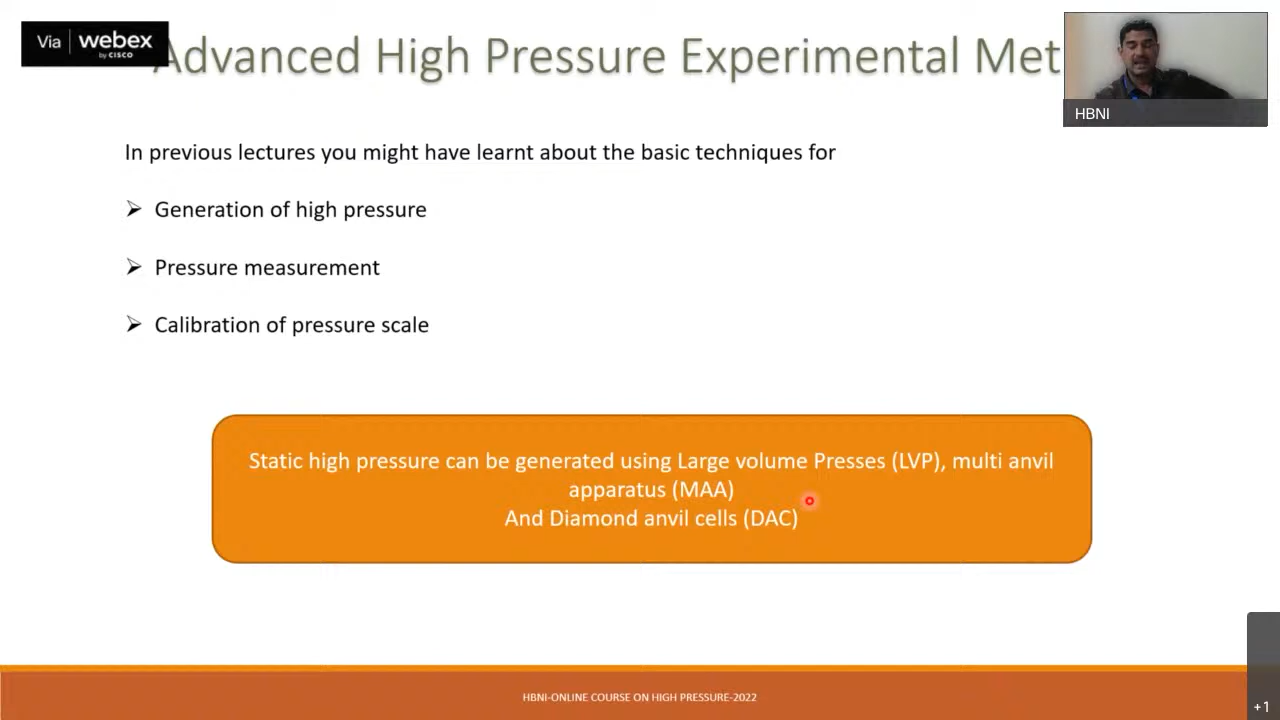 Via webex
by CISCO
Advanced High Pressure Experimental Met
HBNI
In previous lectures you might have learnt about the basic techniques for
Generation of high pressure
Pressure measurement
Calibration of pressure scale
Static high pressure can be generated using Large volume Presses (LVP), multi anvil
apparatus (MAA)
And Diamond anvil cells (DAC)
HBNI-ONLINE COURSE ON HIGH PRESSURE-2022
+1